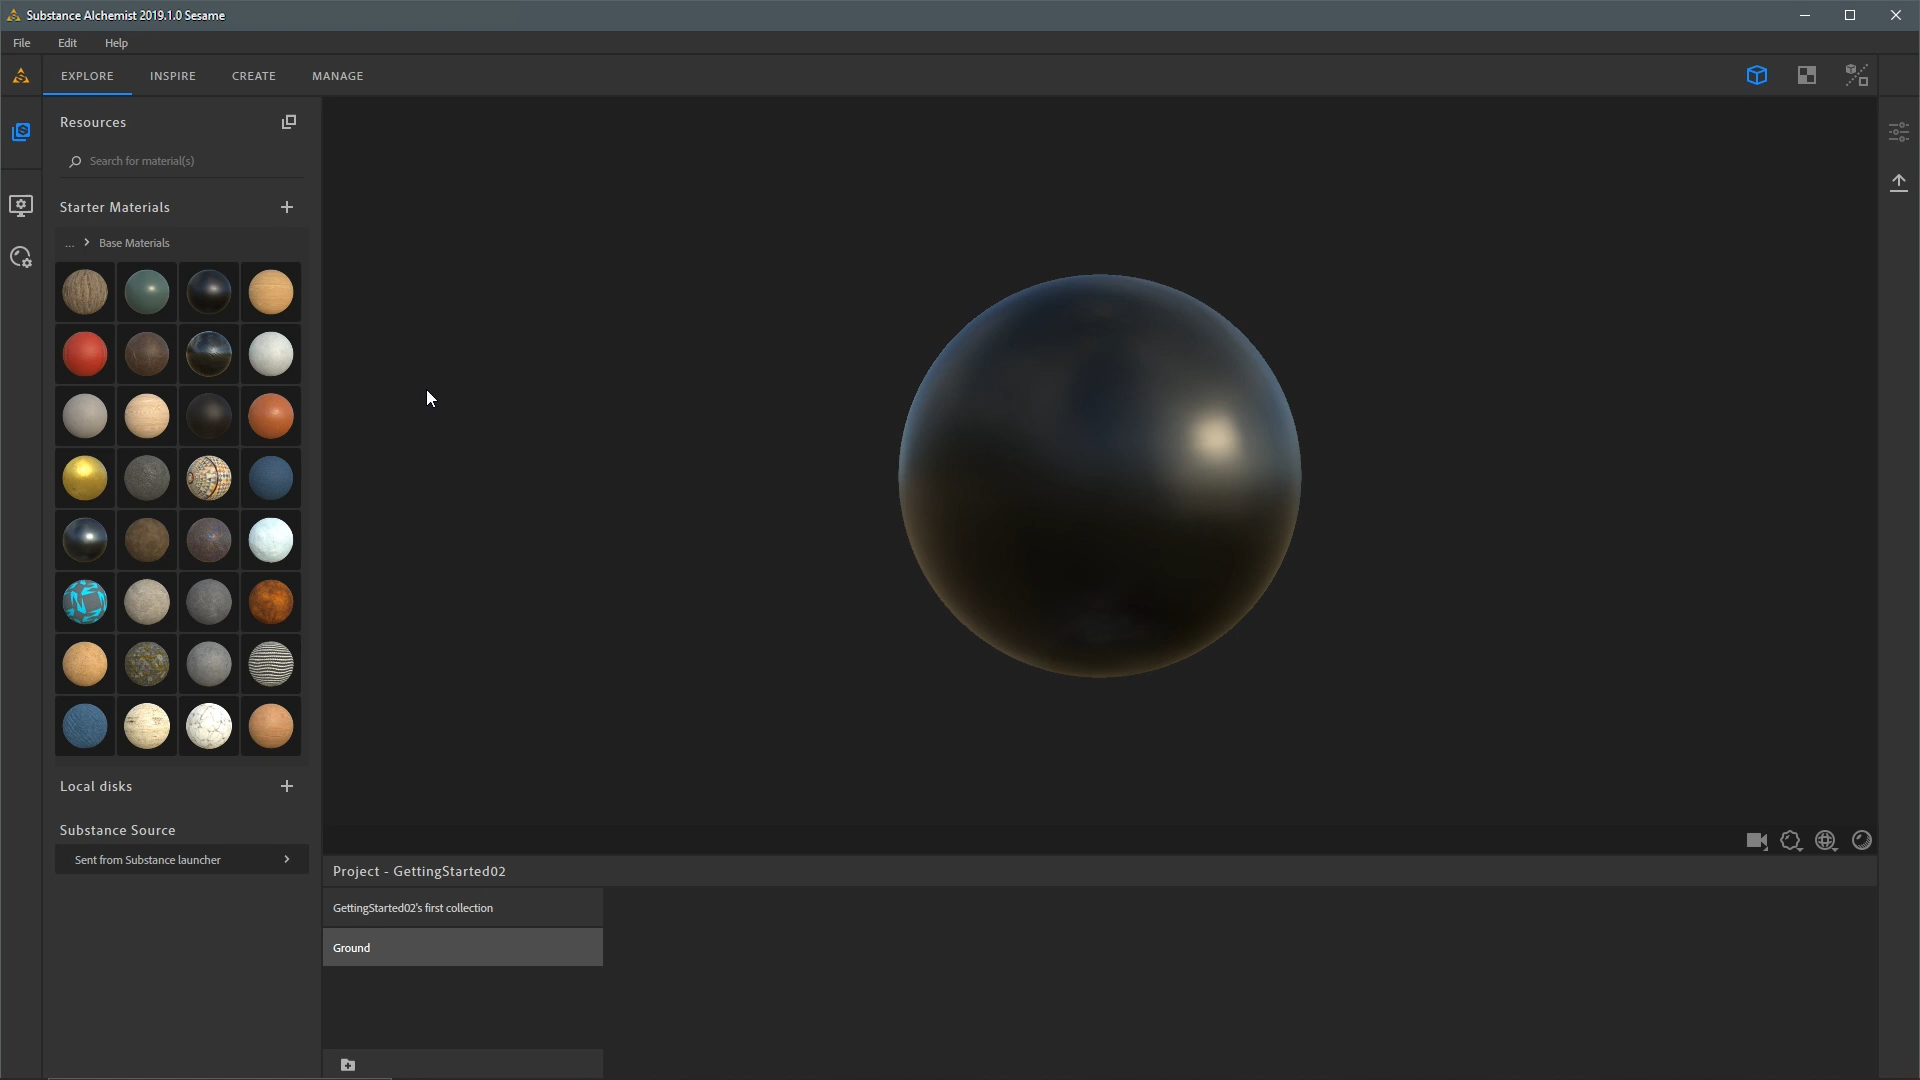 Substance Alchemist 2019.1.0 Sesame
File Edit Help
EXPLORE INSPIRE CREATE MANAGE
Resources
Search for material(s)
Starter Materials
... Base Materials
Local disks
Substance Source
Sent from Substance launcher
Project - GettingStarted02
GettingStarted02's first collection
Ground